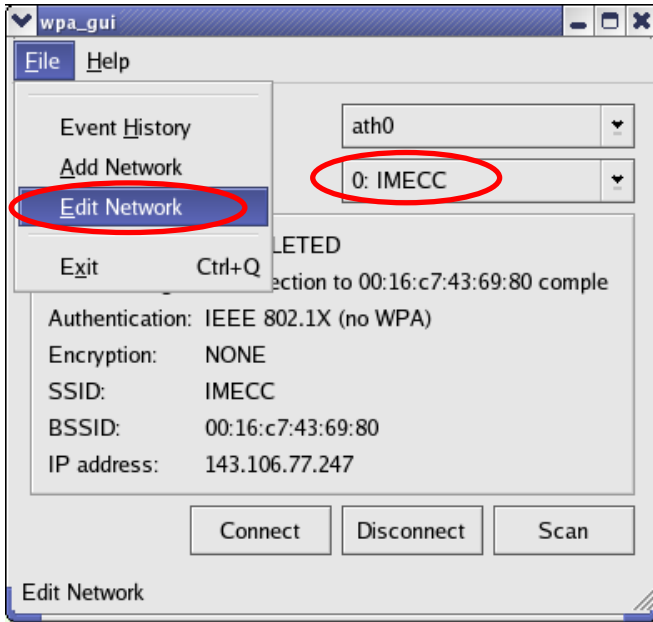 wpa_gui
File Help
Event History
Add Network
Edit Network
Exit Ctrl+Q
ath0
0: IMECC
LETED
ection to 00:16:c7:43:69:80 comple
Authentication: IEEE 802.1X (no WPA)
Encryption: NONE
SSID: IMECC
BSSID: 00:16:c7:43:69:80
IP address: 143.106.77.247
Connect Disconnect Scan
Edit Network